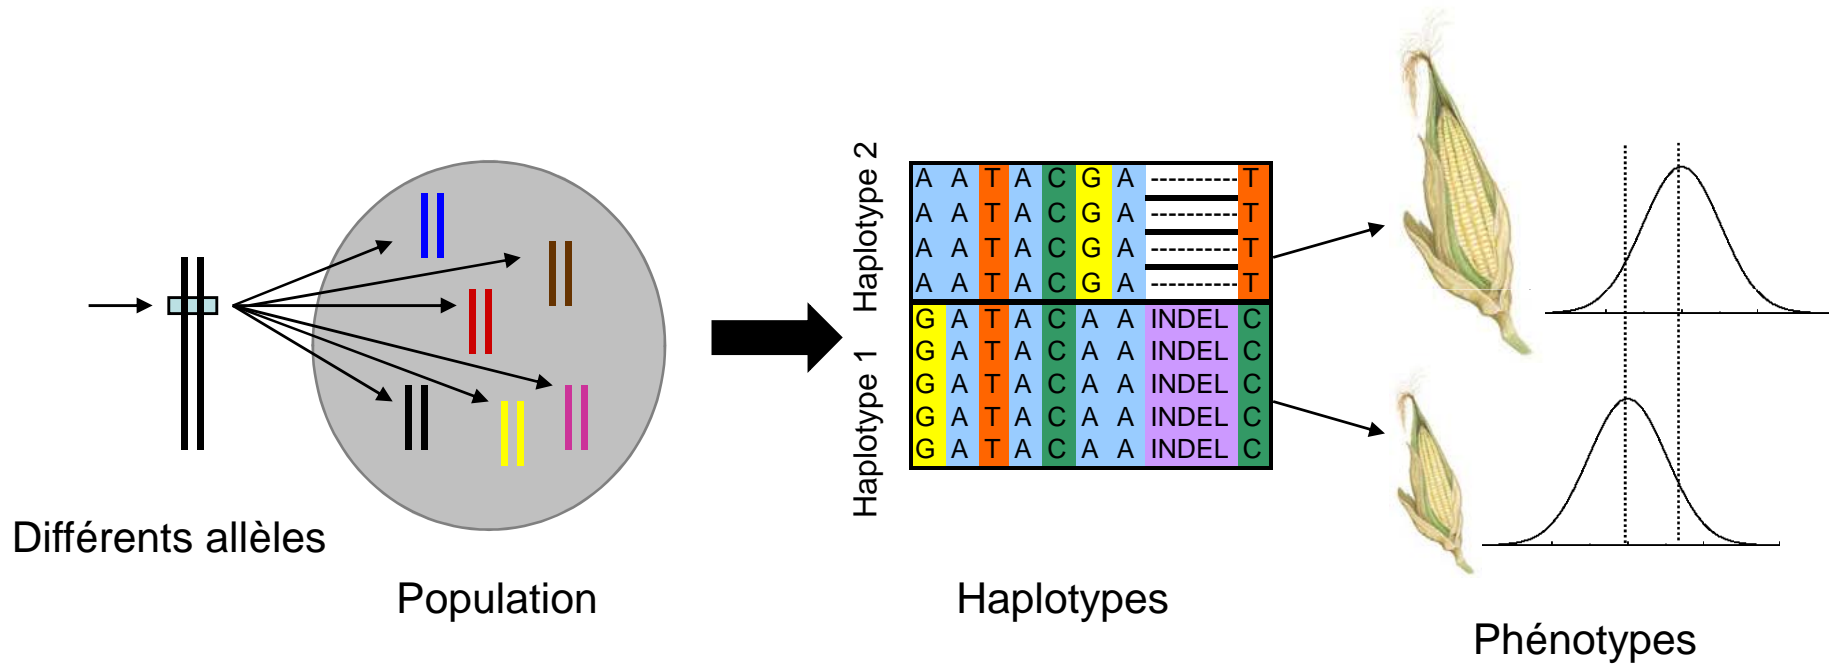 Différents allèles
Population
Haplotype 2
Haplotype 1
A A T A C G A ---------- T
A A T A C G A ---------- T
A A T A C G A ---------- T
A A T A C G A ---------- T
G A T A C A A INDEL C
G A T A C A A INDEL C
G A T A C A A INDEL C
G A T A C A A INDEL C
G A T A C A A INDEL C
Haplotypes
Phénotypes